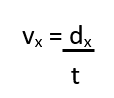 vₓ = dₓ
t